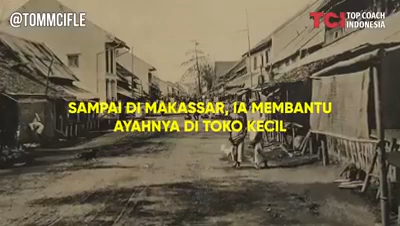 @TOMMCIFLE
TCI TOP COACH
INDONESIA
SAMPAI DI MAKASSAR, IA MEMBANTU
AYAHNYA DI TOKO KECIL